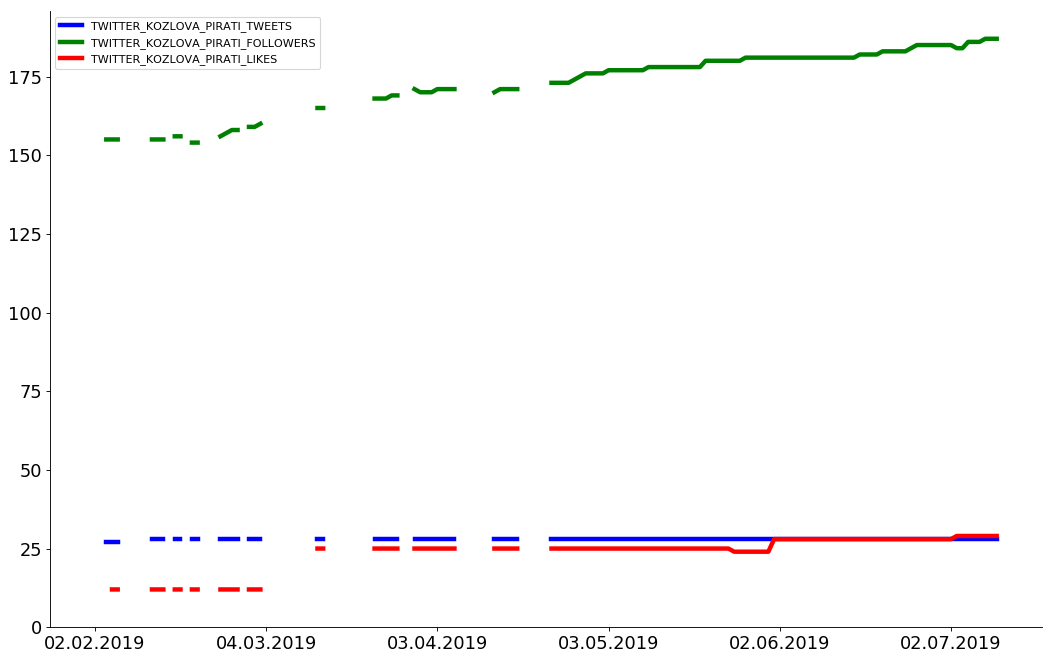 TWITTER_KOZLOVA_PIRATI_TWEETS
TWITTER_KOZLOVA_PIRATI_FOLLOWERS
TWITTER_KOZLOVA_PIRATI_LIKES
175
150
125
100
75
50
25
0
02.02.2019 04.03.2019 03.04.2019 03.05.2019 02.06.2019 02.07.2019